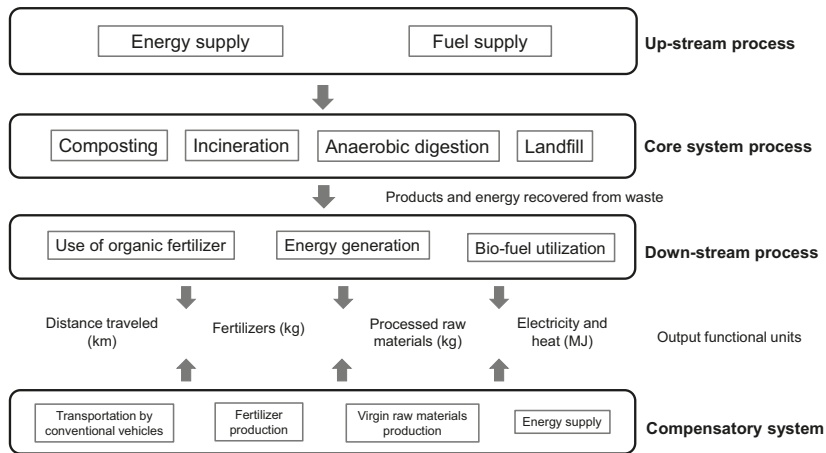 Energy supply
Fuel supply
Up-stream process
Composting
Incineration
Anaerobic digestion
Landfill
Core system process
Products and energy recovered from waste
Use of organic fertilizer
Energy generation
Bio-fuel utilization
Down-stream process
Distance traveled
(km)
Fertilizers (kg)
Processed raw
materials (kg)
Electricity and
heat (MJ)
Output functional units
Transportation by
conventional vehicles
Fertilizer
production
Virgin raw materials
production
Energy supply
Compensatory system